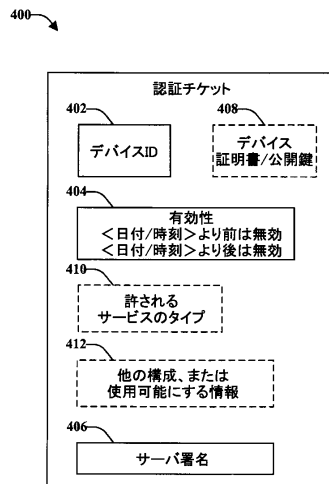 400
認証チケット
402
408
デバイスID
デバイス
証明書/公開鍵
404
有効性
<日付/時刻>より前は無効
<日付/時刻>より後は無効
410
許される
サービスのタイプ
412
他の構成、または
使用可能にする情報
406
サーバ署名